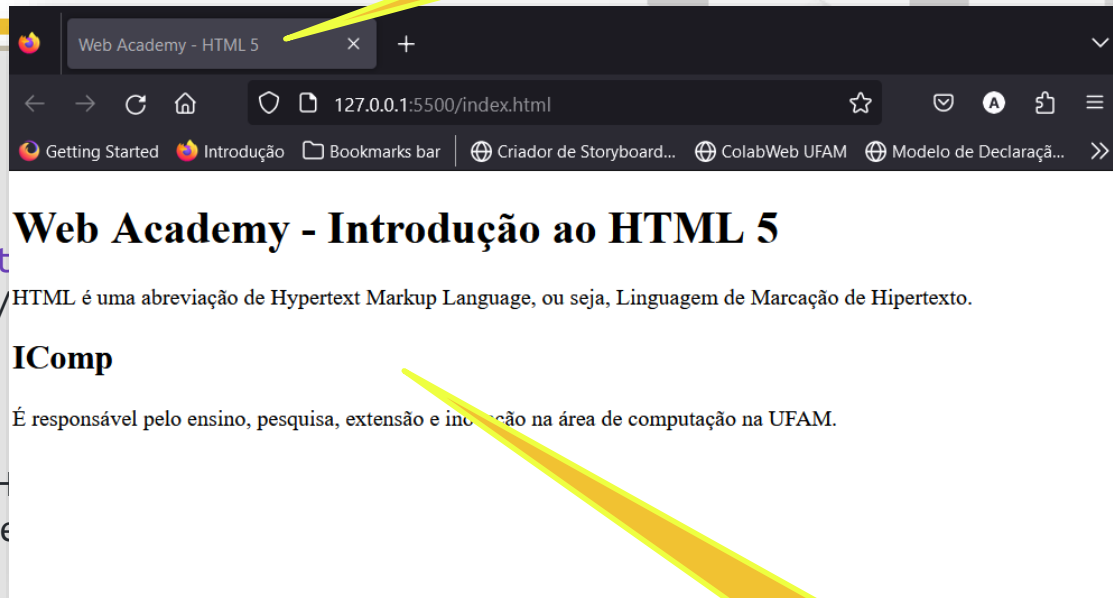 Web Academy - HTML 5
127.0.0.1:5500/index.html
Getting Started Introdução Bookmarks bar Criador de Storyboard... ColabWeb UFAM Modelo de Declaraçã...
Web Academy - Introdução ao HTML 5
HTML é uma abreviação de Hypertext Markup Language, ou seja, Linguagem de Marcação de Hipertexto.
IComp
É responsável pelo ensino, pesquisa, extensão e inovação na área de computação na UFAM.